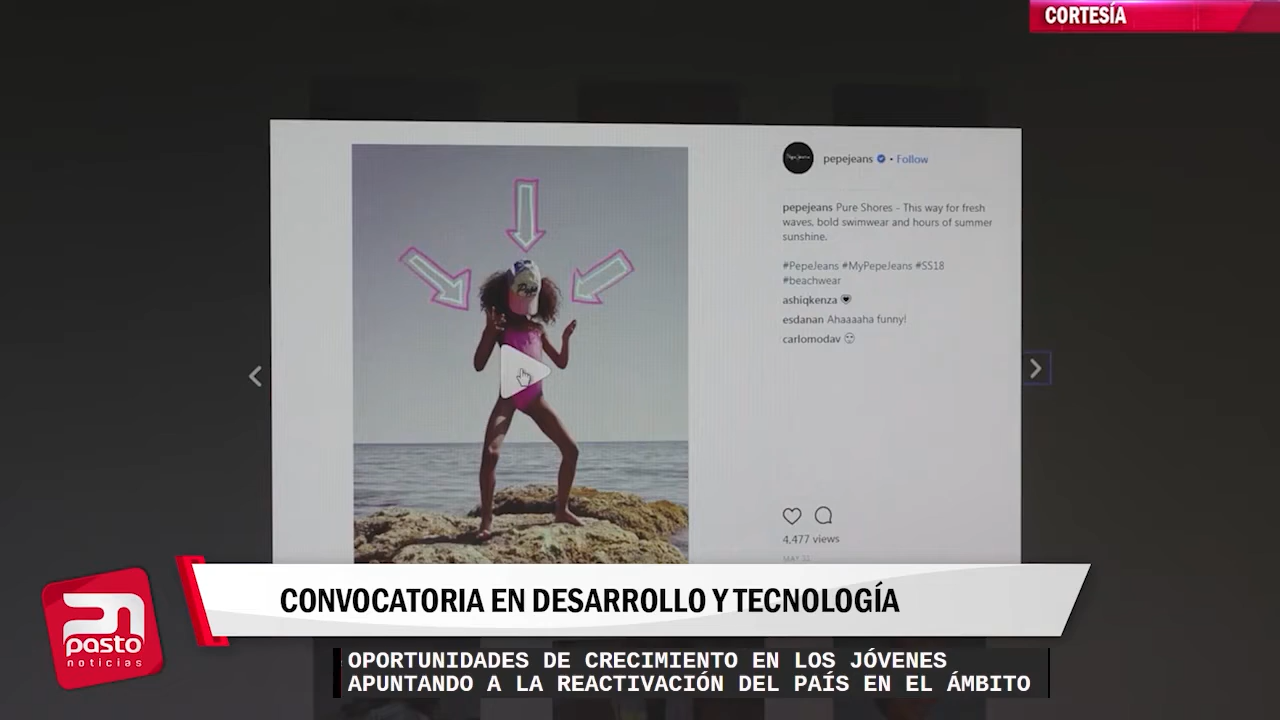 CORTESÍA
pepejeans • Follow
pepejeans Pure Shores - This way for fresh
waves, bold swimwear and hours of summer
sunshine.
#PepeJeans #MyPepeJeans #SS18
#beachwear
ashiqkenza
esdanan Ahaaaaha funny!
carlomodav
4,477 views
CONVOCATORIA EN DESARROLLO Y TECNOLOGÍA
pasto
noticias
OPORTUNIDADES DE CRECIMIENTO EN LOS JÓVENES
APUNTANDO A LA REACTIVACIÓN DEL PAÍS EN EL ÁMBITO